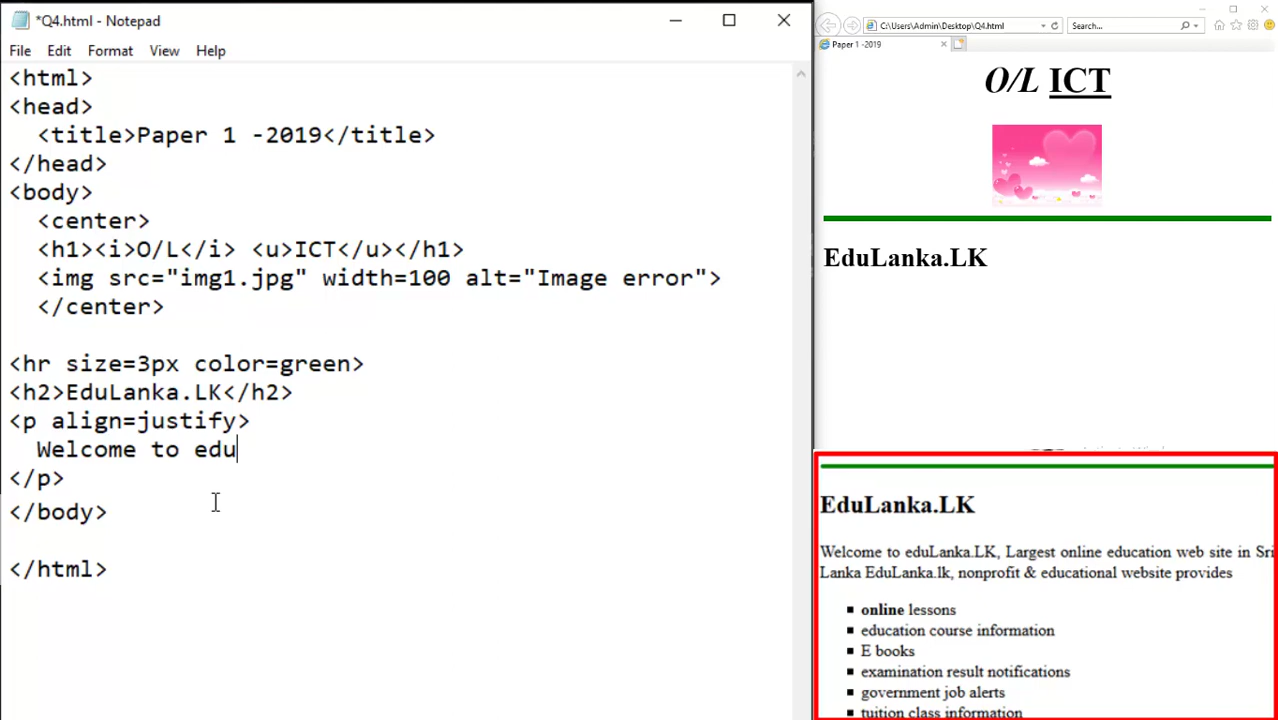 *Q4.html - Notepad
File Edit Format View Help
<html>
<head>
<title>Paper 1 -2019</title>
</head>
<body>
<center>
<h1><i>O/L</i> <u>ICT</u></h1>
<img src="img1.jpg" width=100 alt="Image error">
</center>
<hr size=3px color=green>
<h2>EduLanka.LK</h2>
<p align=justify>
Welcome to edu
</p>
</body>
</html>
C:\Users\Admin\Desktop\Q4.html
Search...
Paper 1 -2019
O/L ICT
EduLanka.LK
EduLanka.LK
Welcome to eduLanka.LK, Largest online education web site in Sri
Lanka EduLanka.lk, nonprofit & educational website provides
online lessons
education course information
E books
examination result notifications
government job alerts
tuition class information